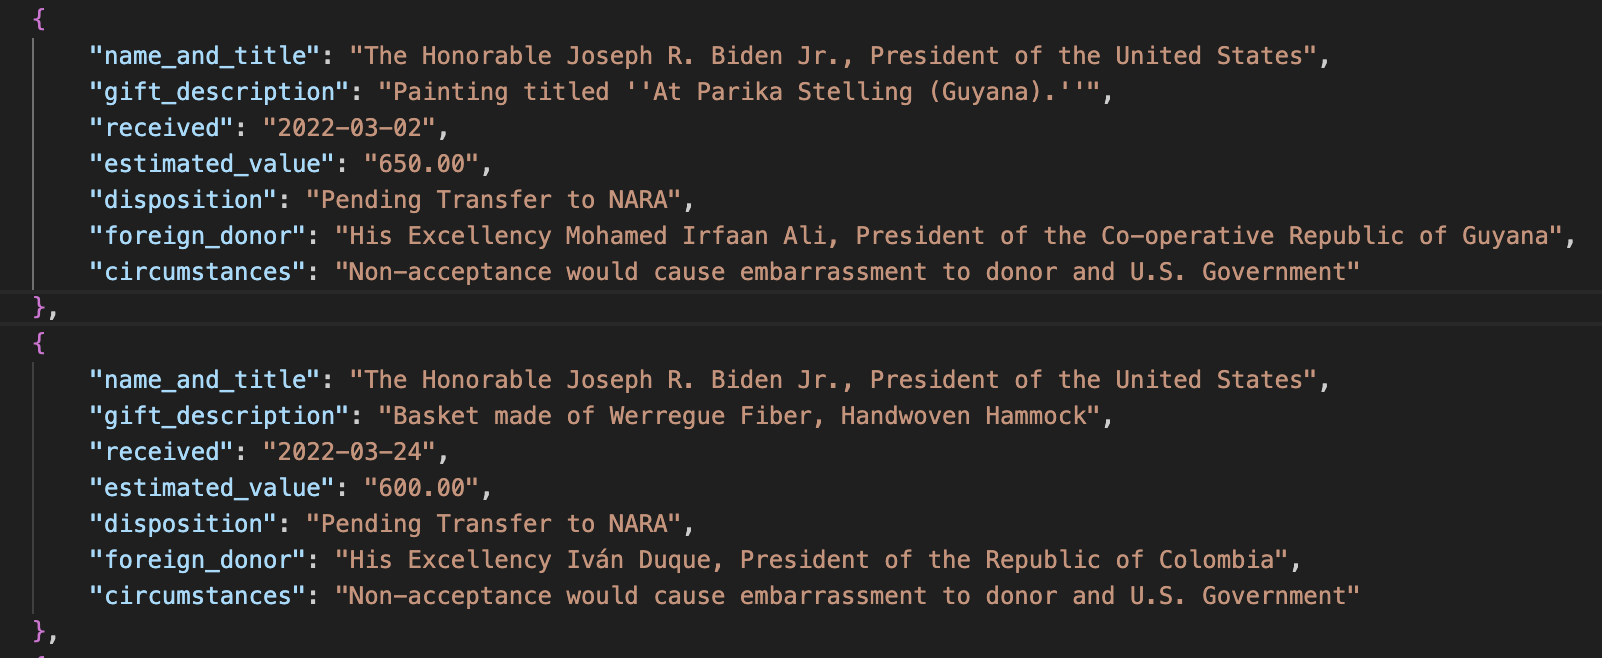 {
"name_and_title": "The Honorable Joseph R. Biden Jr., President of the United States",
"gift_description": "Painting titled ''At Parika Stelling (Guyana).''",
"received": "2022-03-02",
"estimated_value": "650.00",
"disposition": "Pending Transfer to NARA",
"foreign_donor": "His Excellency Mohamed Irfaan Ali, President of the Co-operative Republic of Guyana",
"circumstances": "Non-acceptance would cause embarrassment to donor and U.S. Government"
},
{
"name_and_title": "The Honorable Joseph R. Biden Jr., President of the United States",
"gift_description": "Basket made of Werregue Fiber, Handwoven Hammock",
"received": "2022-03-24",
"estimated_value": "600.00",
"disposition": "Pending Transfer to NARA",
"foreign_donor": "His Excellency Iván Duque, President of the Republic of Colombia",
"circumstances": "Non-acceptance would cause embarrassment to donor and U.S. Government"
},